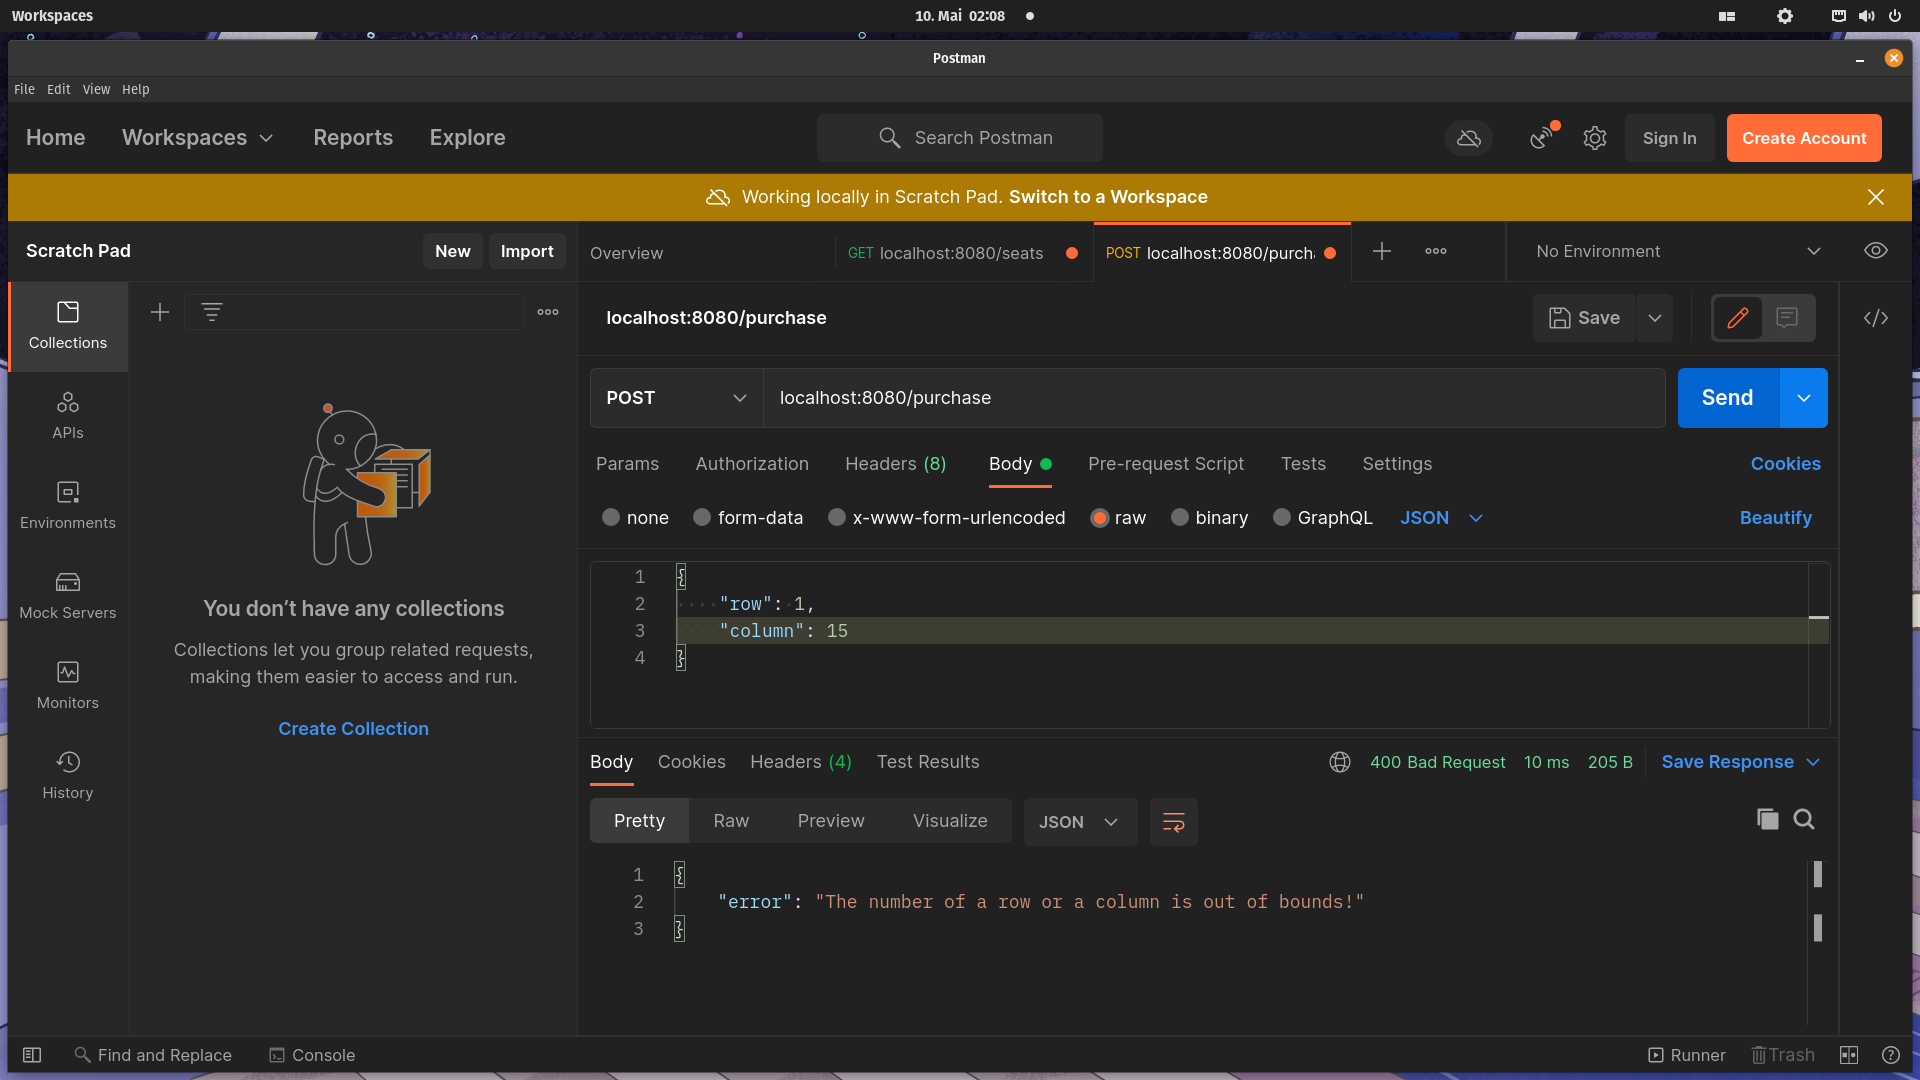 Workspaces
10. Mai 02:08
Postman
File Edit View Help
Home Workspaces Reports Explore
Search Postman
Sign In
Create Account
Working locally in Scratch Pad. Switch to a Workspace
Scratch Pad
New Import
Overview
GET localhost:8080/seats
POST localhost:8080/purch
No Environment
Collections
APIs
Environments
Mock Servers
Monitors
History
You don’t have any collections
Collections let you group related requests,
making them easier to access and run.
Create Collection
localhost:8080/purchase
Save
POST
localhost:8080/purchase
Send
Params Authorization Headers (8) Body Pre-request Script Tests Settings
Cookies
none form-data x-www-form-urlencoded raw binary GraphQL JSON
Beautify
1 {
2 "row": 1,
3 "column": 15
4 }
Body Cookies Headers (4) Test Results
400 Bad Request 10 ms 205 B
Save Response
Pretty Raw Preview Visualize
JSON
1 {
2 "error": "The number of a row or a column is out of bounds!"
3 }
Find and Replace
Console
Runner
Trash